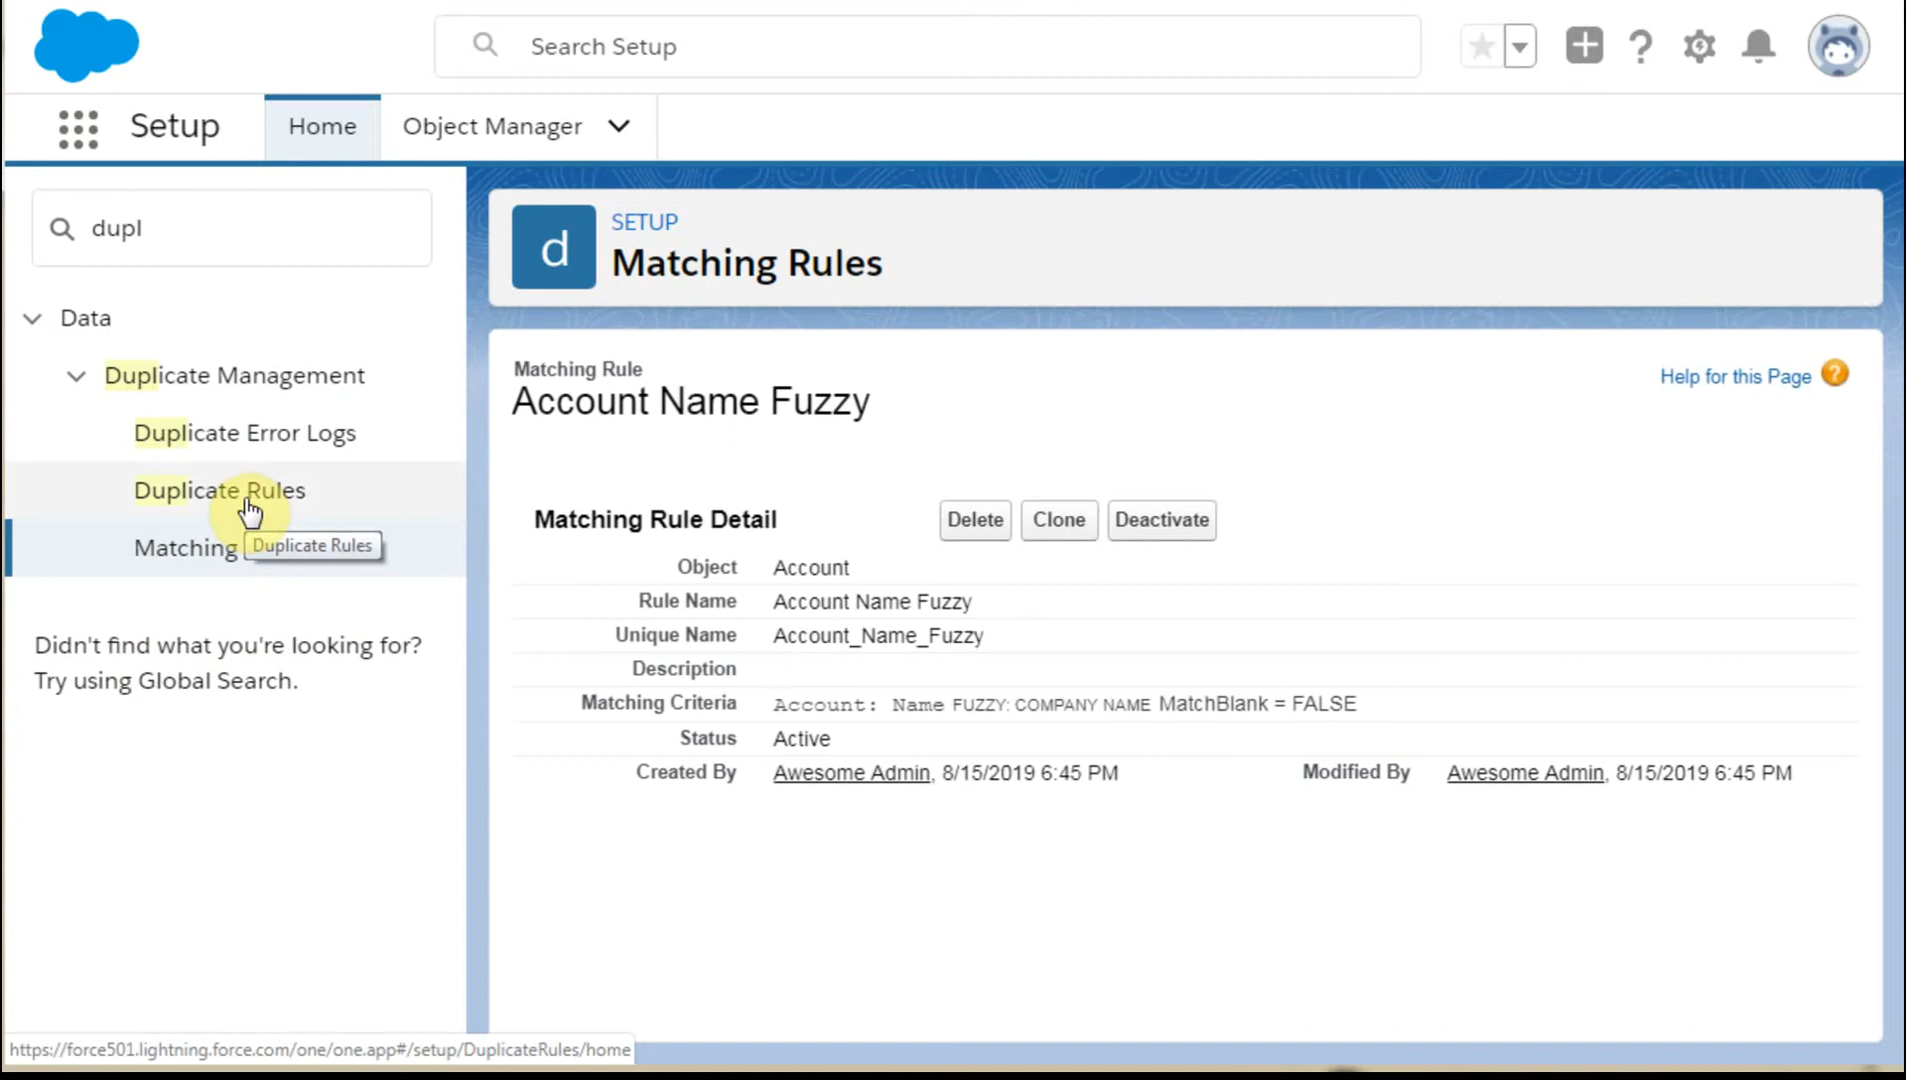 Search Setup
Setup
Home
Object Manager
dupl
Data
Duplicate Management
Duplicate Error Logs
Duplicate Rules
Matching
Duplicate Rules
Didn't find what you're looking for?
Try using Global Search.
d
SETUP
Matching Rules
Matching Rule
Account Name Fuzzy
Help for this Page ?
Matching Rule Detail
Delete
Clone
Deactivate
Object Account
Rule Name Account Name Fuzzy
Unique Name Account_Name_Fuzzy
Description
Matching Criteria Account: Name FUZZY: COMPANY NAME MatchBlank = FALSE
Status Active
Created By Awesome Admin, 8/15/2019 6:45 PM Modified By Awesome Admin, 8/15/2019 6:45 PM
https://force501.lightning.force.com/one/one.app#/setup/DuplicateRules/home